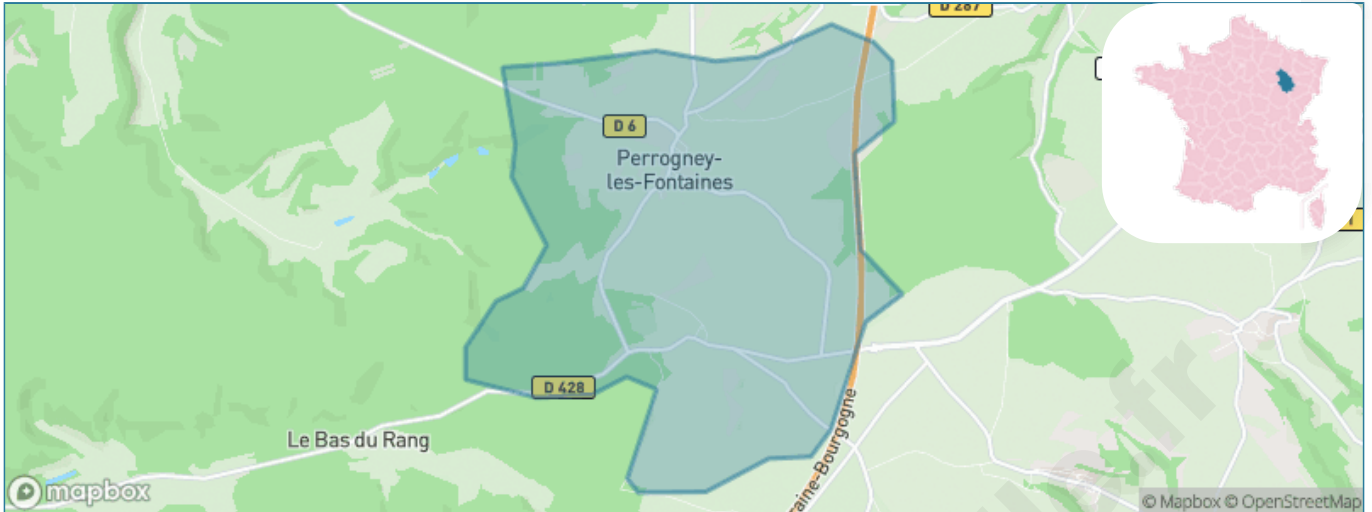 D 287
D 6
Perrogney-
les-Fontaines
D 428
Le Bas du Rang
raine-Bourgogne
mapbox
© Mapbox © OpenStreetMap